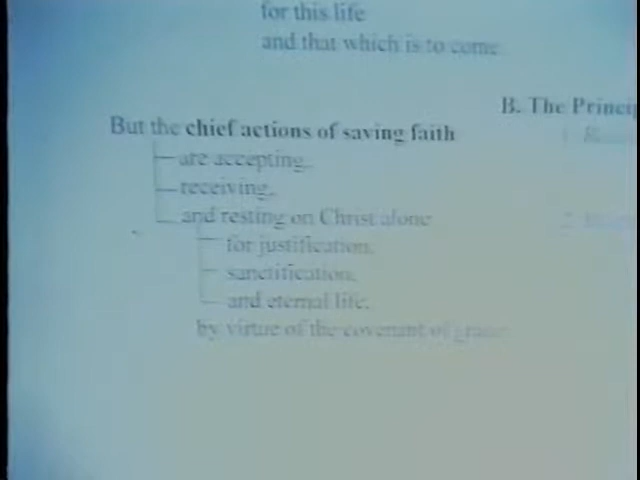 for this life
and that which is to come
B. The Princip
But the chief actions of saving faith
are accepting,
receiving,
and resting on Christ alone
for justification,
sanctification,
and eternal life,
by virtue of the covenant of grace